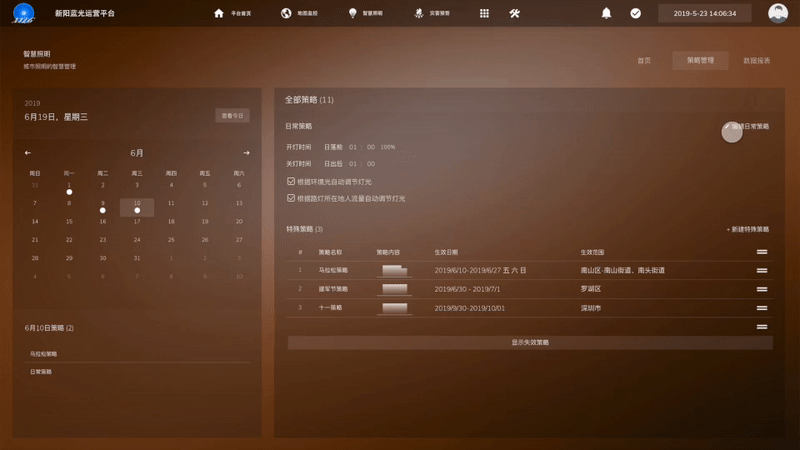 新阳蓝光运营平台
平台首页
地图监控
智慧照明
灾害预警
2019-5-23 14:06:34
智慧照明
城市照明的智慧管理
首页
策略管理
数据报表
2019
6月19日，星期三
查看今日
6月
周日 周一 周二 周三 周四 周五 周六
31 1 2 3 4 5 6
7 8 9 10 11 12 13
14 15 16 17 18 19 20
21 22 23 24 25 26 27
28 29 30 31 1 2 3
4 5 6 7 8 9 10
6月10日策略 (2)
马拉松策略
日常策略
全部策略 (11)
日常策略
编辑日常策略
开灯时间 日落前 01 : 00 100%
关灯时间 日出后 01 : 00
根据环境光自动调节灯光
根据路灯所在地人流量自动调节灯光
特殊策略 (3)
+ 新建特殊策略
# 策略名称 策略内容 生效日期 生效范围
1 马拉松策略 2019/6/10-2019/6/27 五 六 日 南山区-南山街道、南头街道
2 建军节策略 2019/6/30 - 2019/7/1 罗湖区
3 十一策略 2019/9/30-2019/10/01 深圳市
显示失效策略